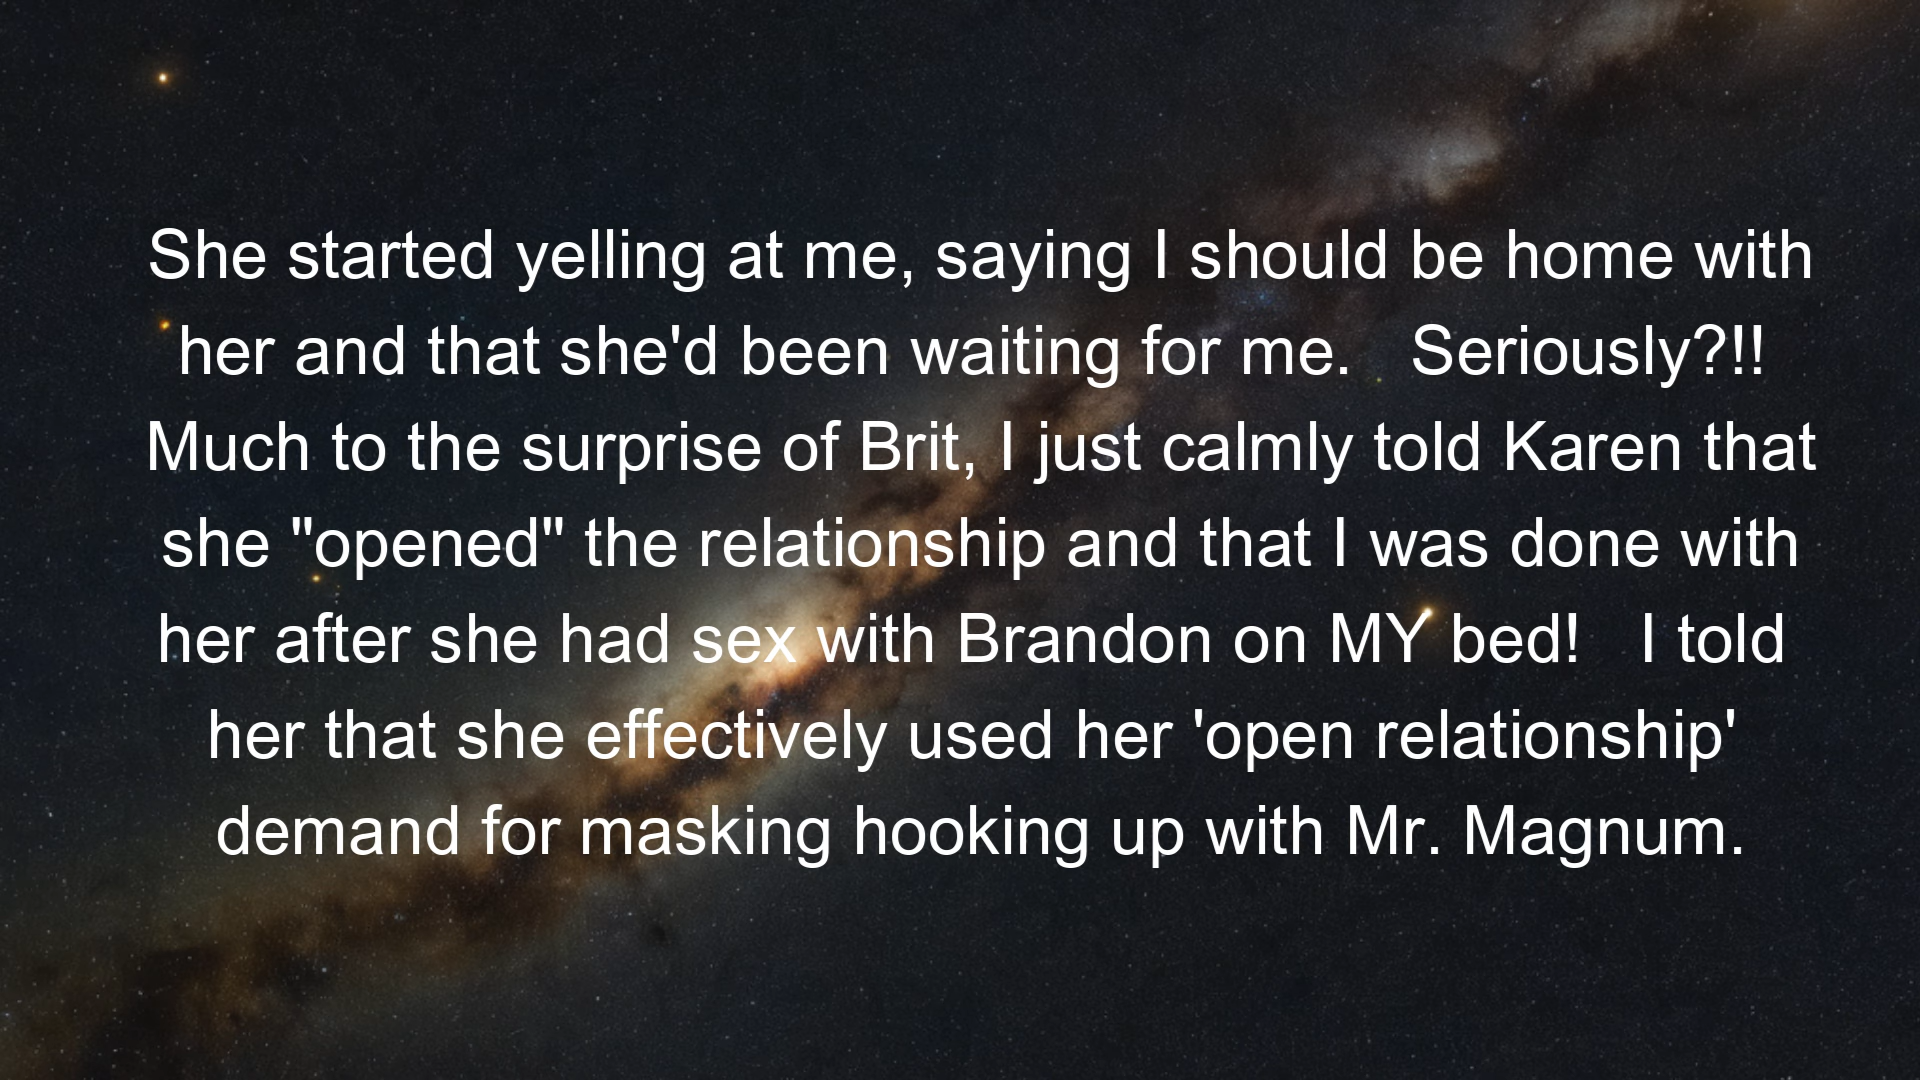 She started yelling at me, saying I should be home with
her and that she'd been waiting for me.   Seriously?!!
Much to the surprise of Brit, I just calmly told Karen that
she "opened" the relationship and that I was done with
her after she had sex with Brandon on MY bed!   I told
her that she effectively used her 'open relationship'
demand for masking hooking up with Mr. Magnum.